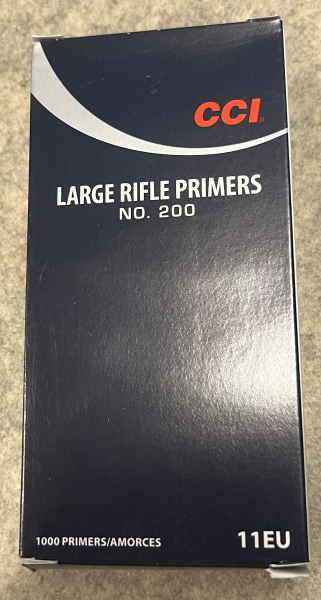 CCI
LARGE RIFLE PRIMERS
NO. 200
1000 PRIMERS/AMORCES
11EU